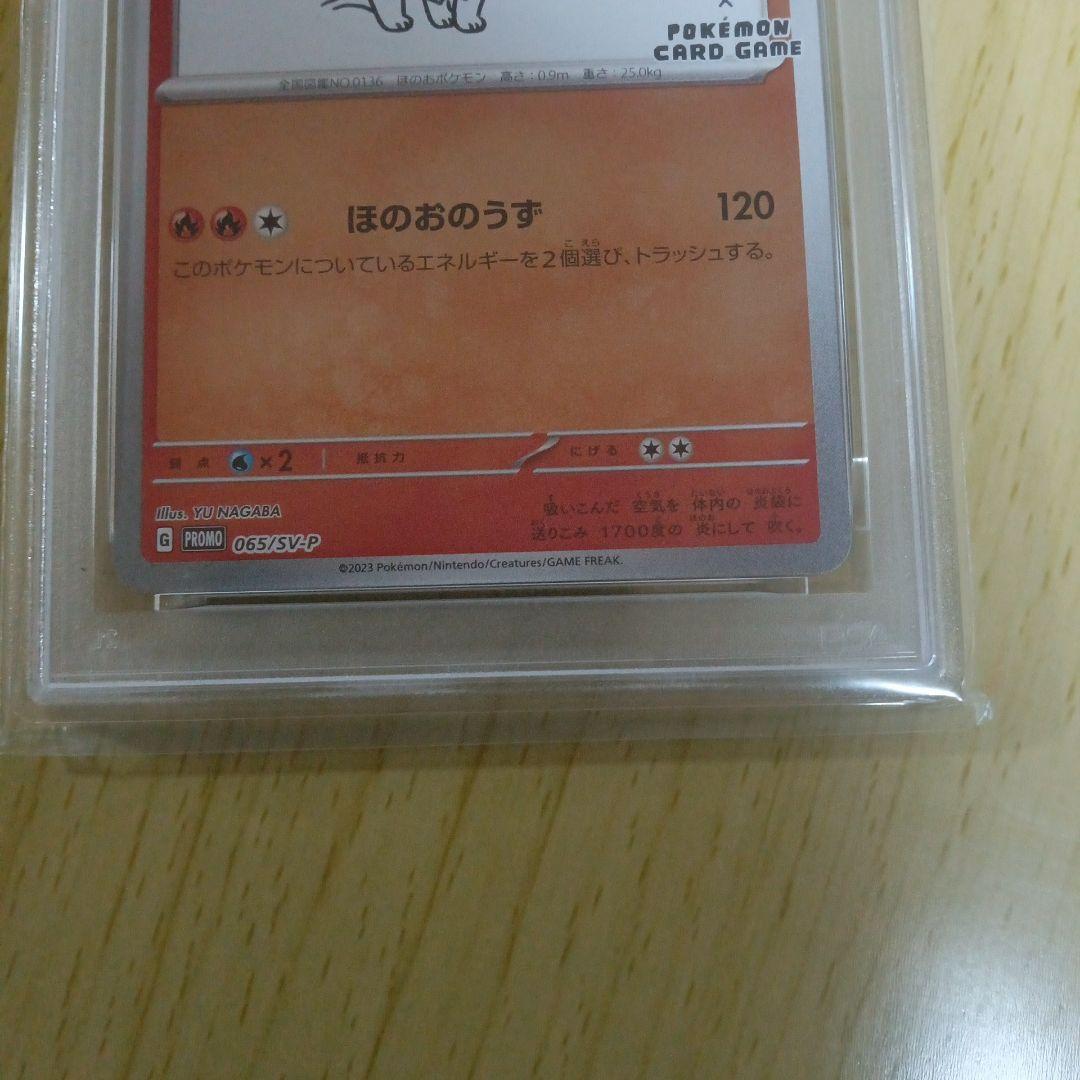 ×
POKÉMON
CARD GAME
全国図鑑NO.0136 ほのおポケモン 高さ:0.9m 重さ:25.0kg
ほのおのうず 120
このポケモンについているエネルギーを2個選び、トラッシュする。
弱点 ×2 抵抗力 にげる
Illus. YU NAGABA
G PROMO 065/SV-P
吸いこんだ 空気を 体内の 炎袋に
送りこみ 1700度の 炎にして 吹く。
©2023 Pokémon/Nintendo/Creatures/GAME FREAK.